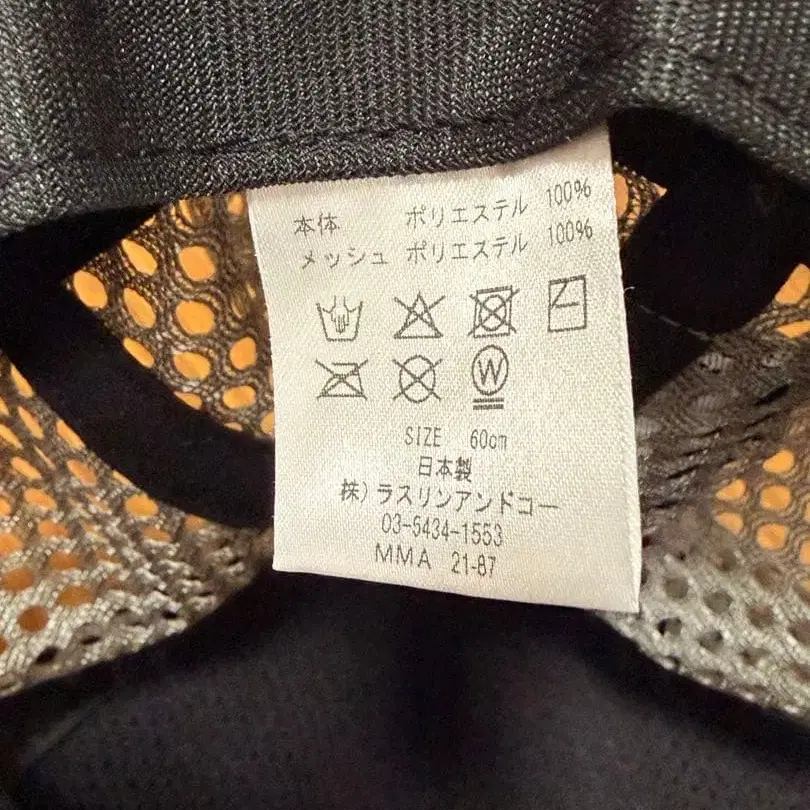 本体 ポリエステル 100%
メッシュ ポリエステル 100%
W
SIZE 60cm
日本製
株)ラスリンアンドコー
03-5434-1553
MMA 21-87